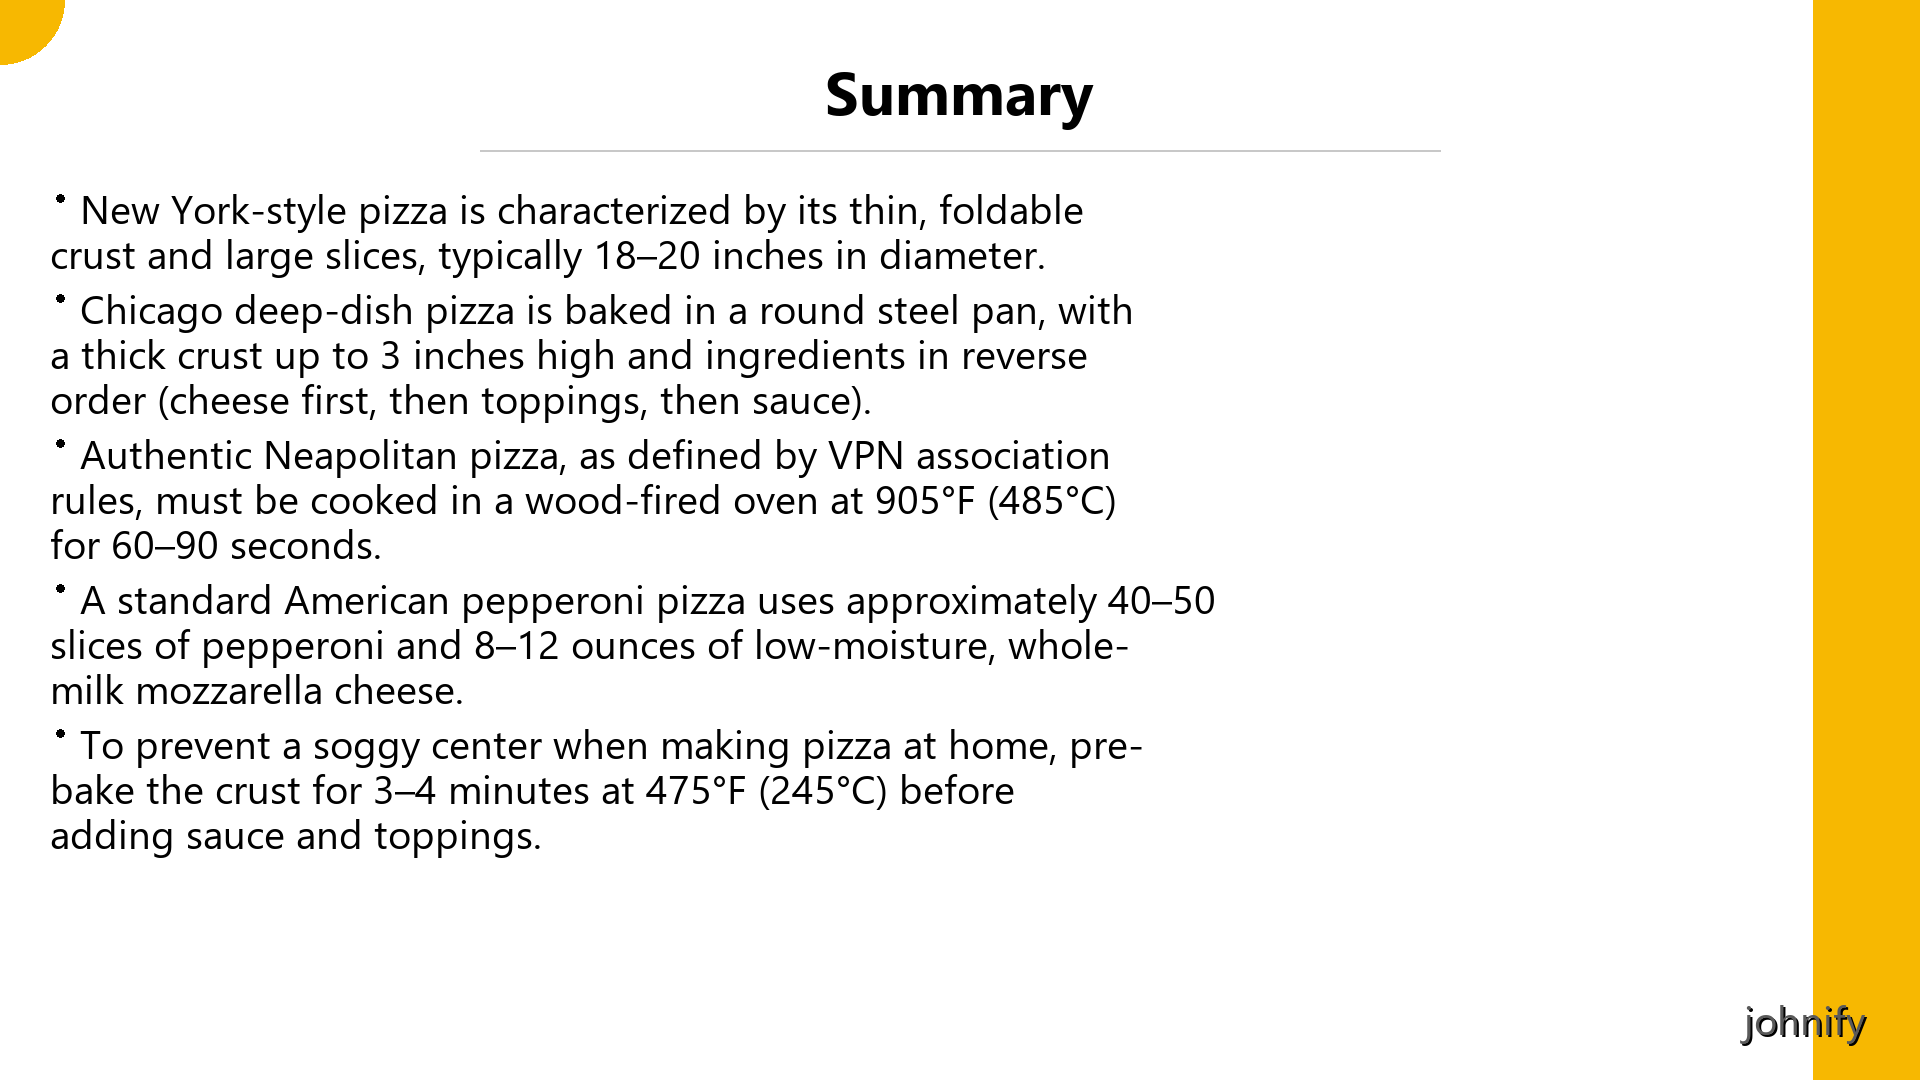 Summary
• New York-style pizza is characterized by its thin, foldable
crust and large slices, typically 18–20 inches in diameter.
• Chicago deep-dish pizza is baked in a round steel pan, with
a thick crust up to 3 inches high and ingredients in reverse
order (cheese first, then toppings, then sauce).
• Authentic Neapolitan pizza, as defined by VPN association
rules, must be cooked in a wood-fired oven at 905°F (485°C)
for 60–90 seconds.
• A standard American pepperoni pizza uses approximately 40–50
slices of pepperoni and 8–12 ounces of low-moisture, whole-
milk mozzarella cheese.
• To prevent a soggy center when making pizza at home, pre-
bake the crust for 3–4 minutes at 475°F (245°C) before
adding sauce and toppings.
johnify